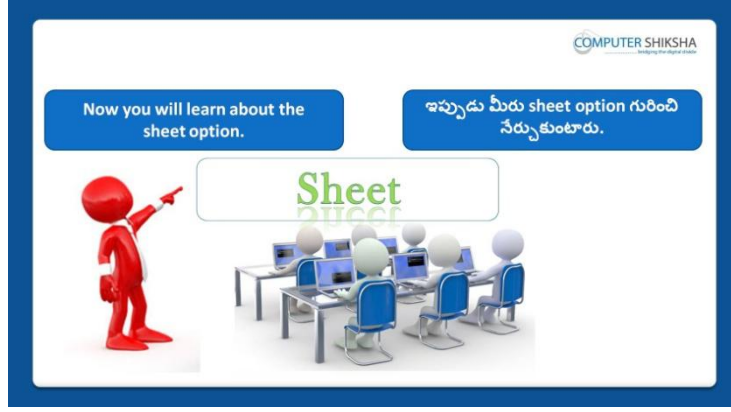 COMPUTER SHIKSHA
Bridging the digital divide
Now you will learn about the
sheet option.
ఇప్పుడు మీరు sheet option గురించి
నేర్చుకుంటారు.
Sheet